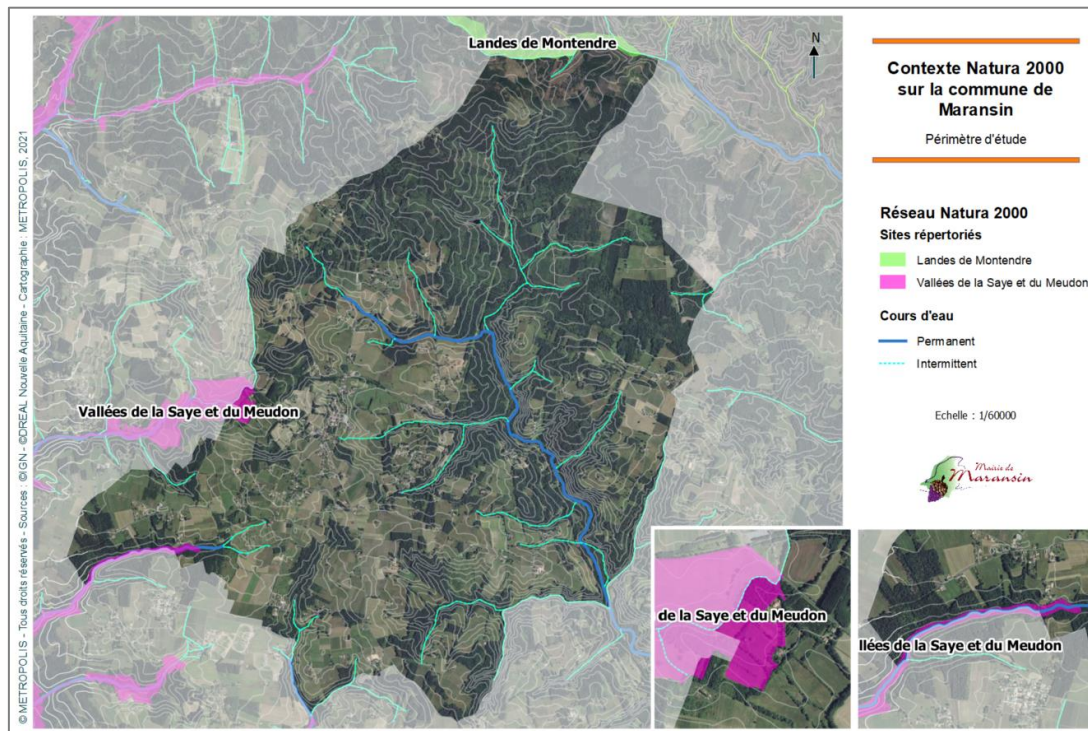 Landes de Montendre
N
Vallées de la Saye et du Meudon
de la Saye et du Meudon
llées de la Saye et du Meudon
© METROPOLIS - Tous droits réservés - Sources : ©IGN - ©DREAL Nouvelle Aquitaine - Cartographie : METROPOLIS, 2021
Contexte Natura 2000
sur la commune de
Maransin
Périmètre d'étude
Réseau Natura 2000
Sites répertoriés
Landes de Montendre
Vallées de la Saye et du Meudon
Cours d'eau
Permanent
Intermittent
Echelle : 1/60000
Mairie de
Maransin